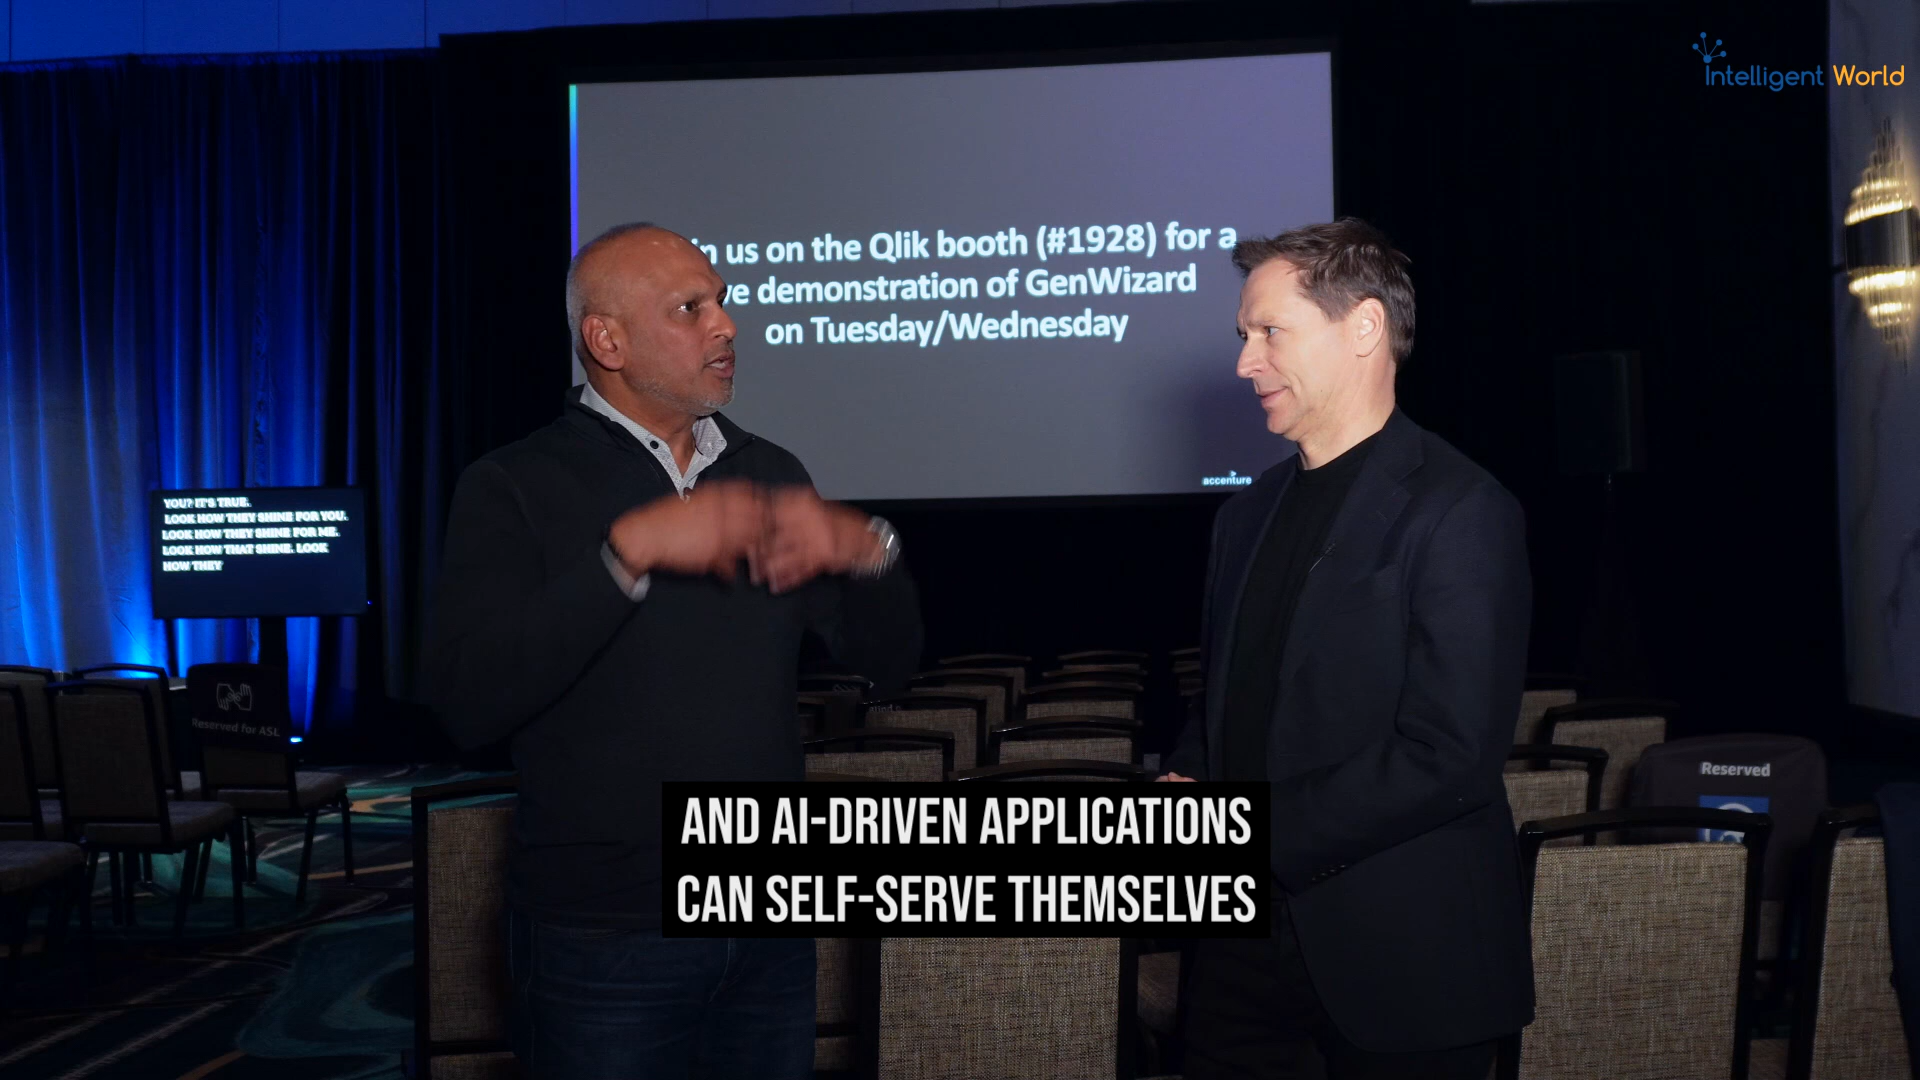 Intelligent World
us on the Qlik booth (#1928) for a
demonstration of GenWizard
on Tuesday/Wednesday
accenture
YOU? IT'S TRUE.
LOOK HOW THEY SHINE FOR YOU.
LOOK HOW THEY SHINE FOR ME.
LOOK HOW THAT SHINE. LOOK
HOW THEY
Reserved for ASL
Reserved
AND AI-DRIVEN APPLICATIONS
CAN SELF-SERVE THEMSELVES